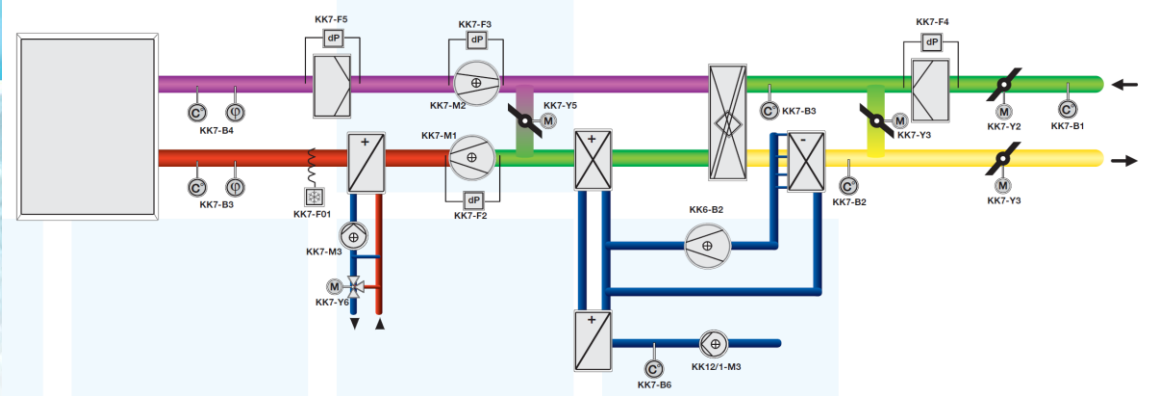 KK7-F5
dP
KK7-F3
dP
KK7-F4
dP
KK7-M2
KK7-Y5
M
C°
φ
KK7-B4
C°
KK7-B3
M
KK7-Y3
M
KK7-Y2
C°
KK7-B1
KK7-M1
+
+
-
C°
φ
KK7-B3
KK7-F01
dP
KK7-F2
C°
KK7-B2
M
KK7-Y3
KK6-B2
KK7-M3
M
KK7-Y6
+
C°
KK7-B6
KK12/1-M3